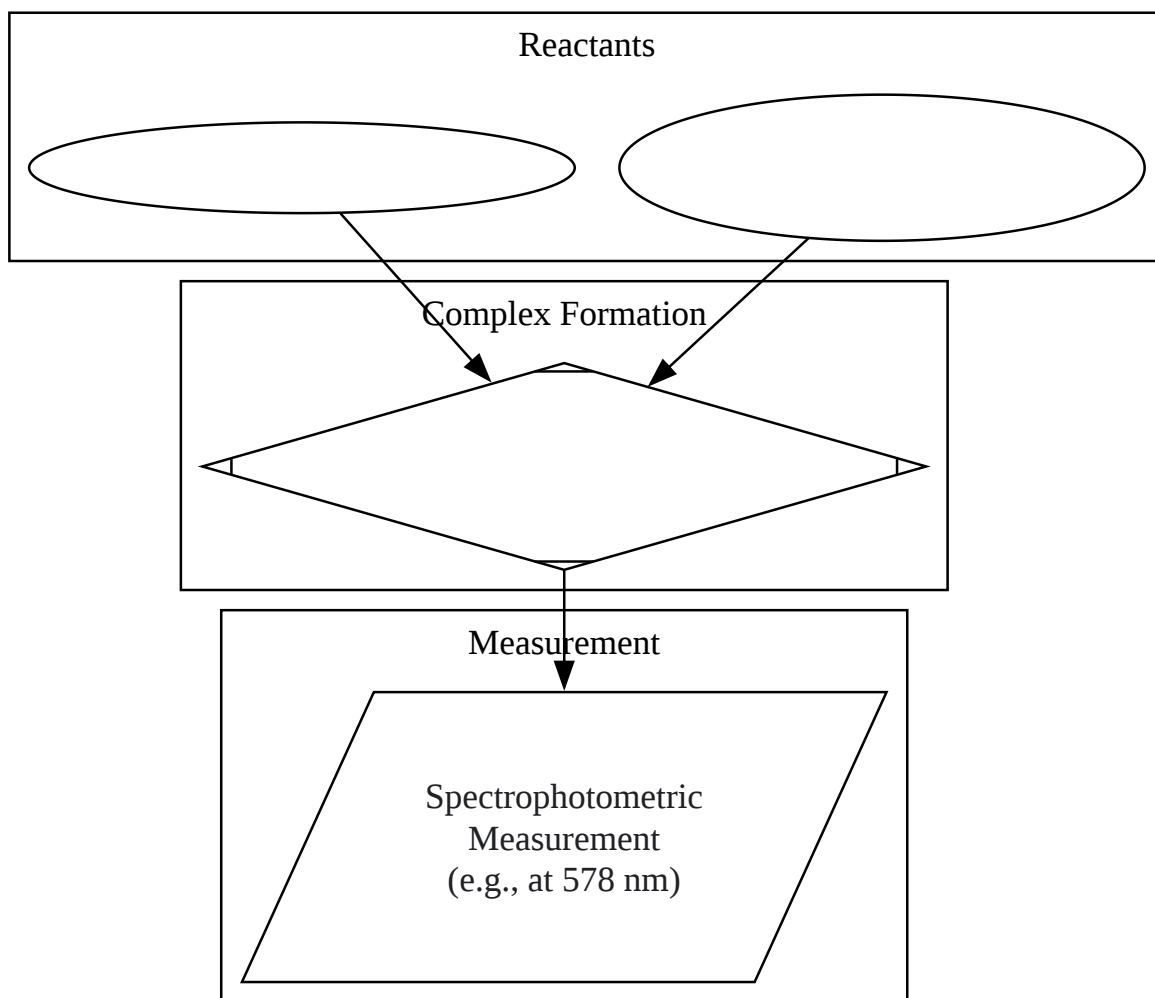 Reactants
Complex Formation
Measurement
Spectrophotometric
Measurement
(e.g., at 578 nm)